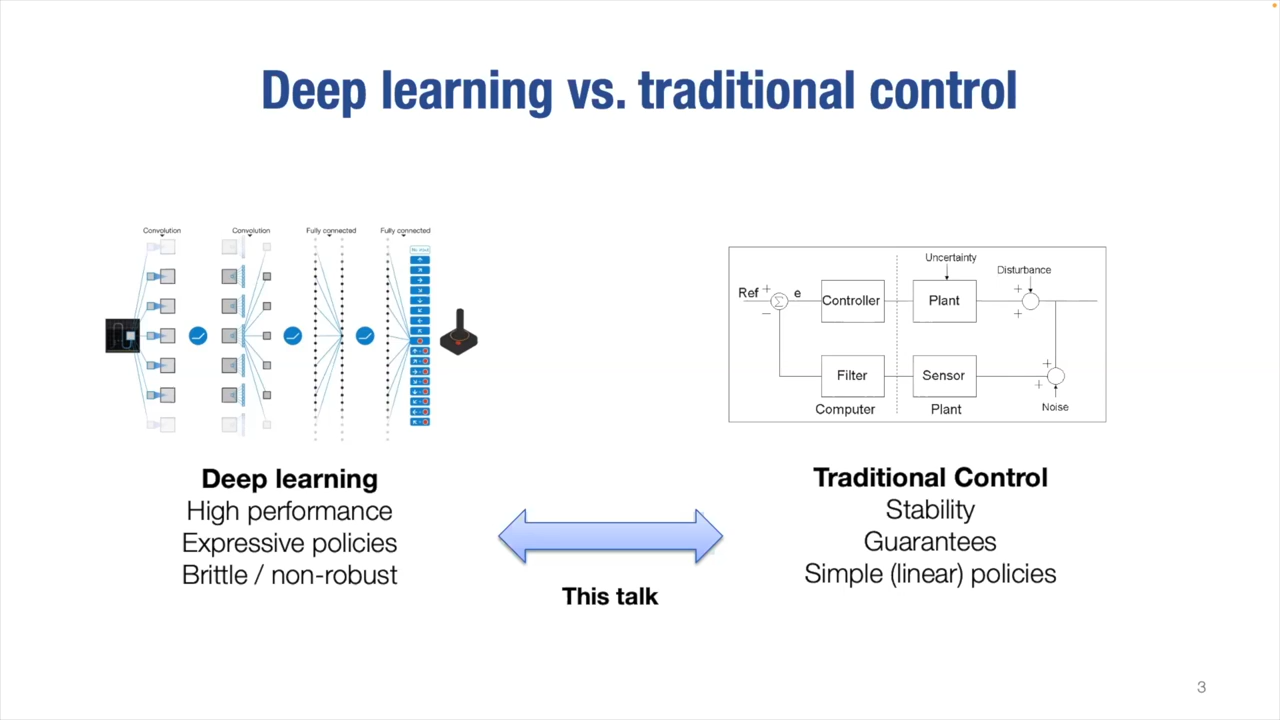 Deep learning vs. traditional control
Convolution
Convolution
Fully connected
Fully connected
Ref
+
−
Σ
e
Controller
Uncertainty
Plant
Disturbance
+
+
Filter
Sensor
+
+
Computer
Plant
Noise
Deep learning
High performance
Expressive policies
Brittle / non-robust
This talk
Traditional Control
Stability
Guarantees
Simple (linear) policies
3